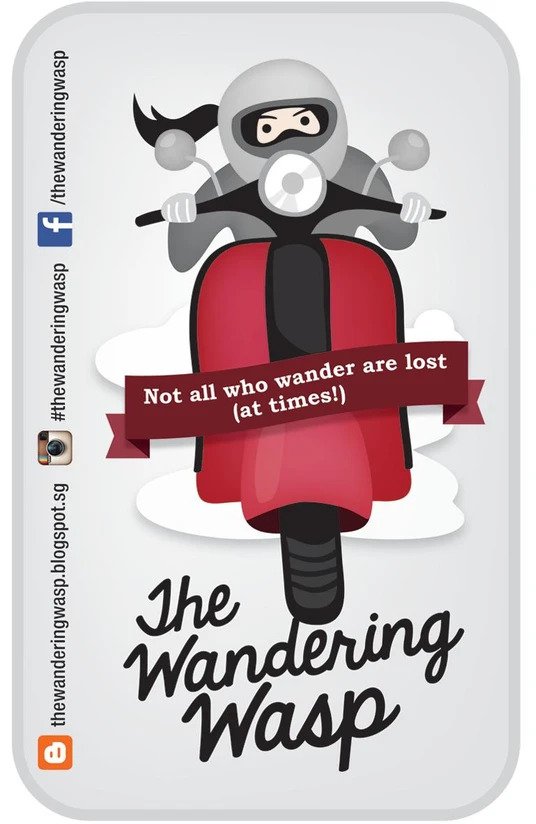 /thewanderingwasp
#thewanderingwasp
thewanderingwasp.blogspot.sg
Not all who wander are lost
(at times!)
The
Wandering
Wasp